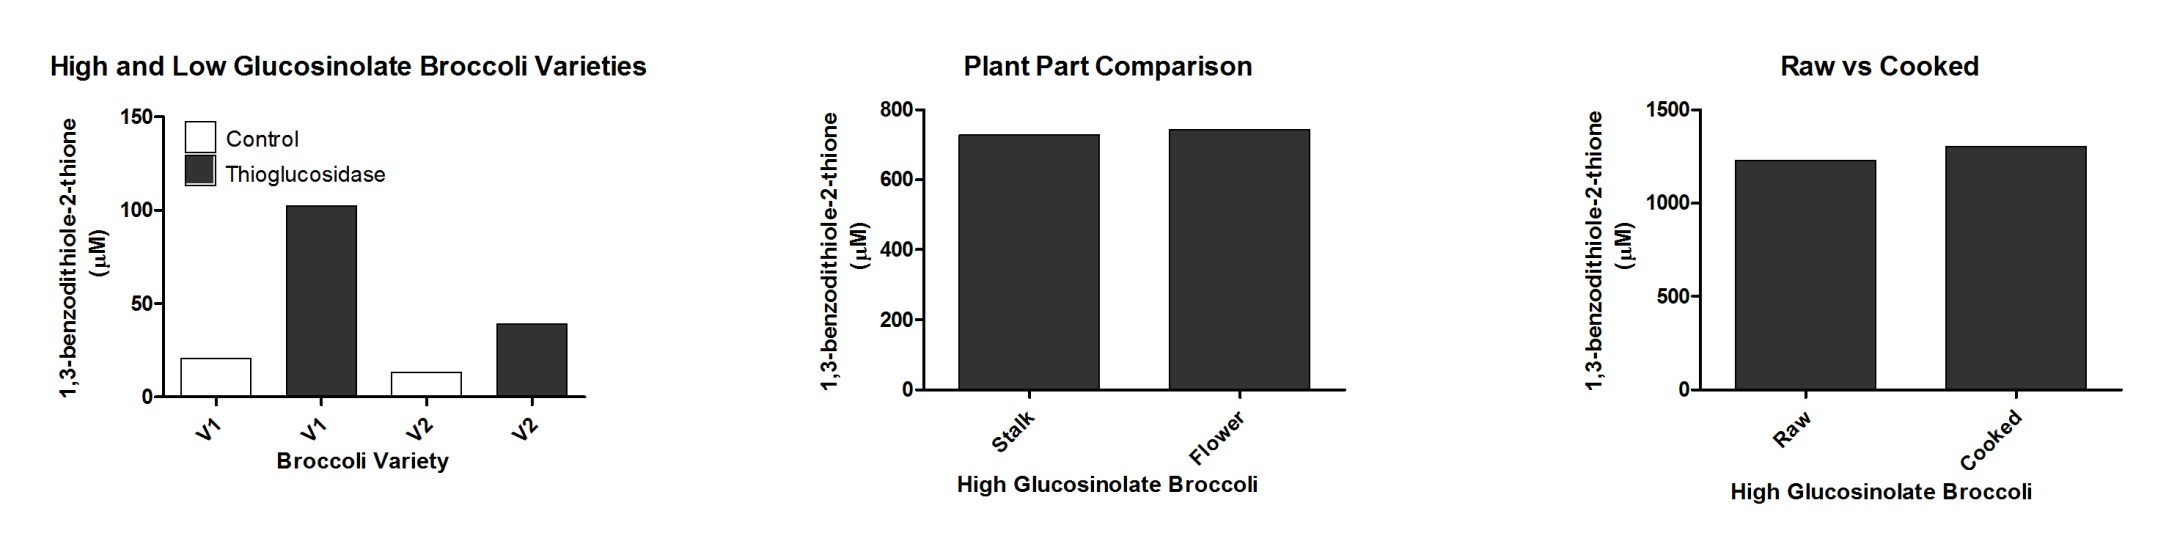 High and Low Glucosinolate Broccoli Varieties
1,3-benzodithiole-2-thione
(µM)
150
100
50
0
Control
Thioglucosidase
V1
V1
V2
V2
Broccoli Variety
Plant Part Comparison
1,3-benzodithiole-2-thione
(µM)
800
600
400
200
0
Stalk
Flower
High Glucosinolate Broccoli
Raw vs Cooked
1,3-benzodithiole-2-thione
(µM)
1500
1000
500
0
Raw
Cooked
High Glucosinolate Broccoli